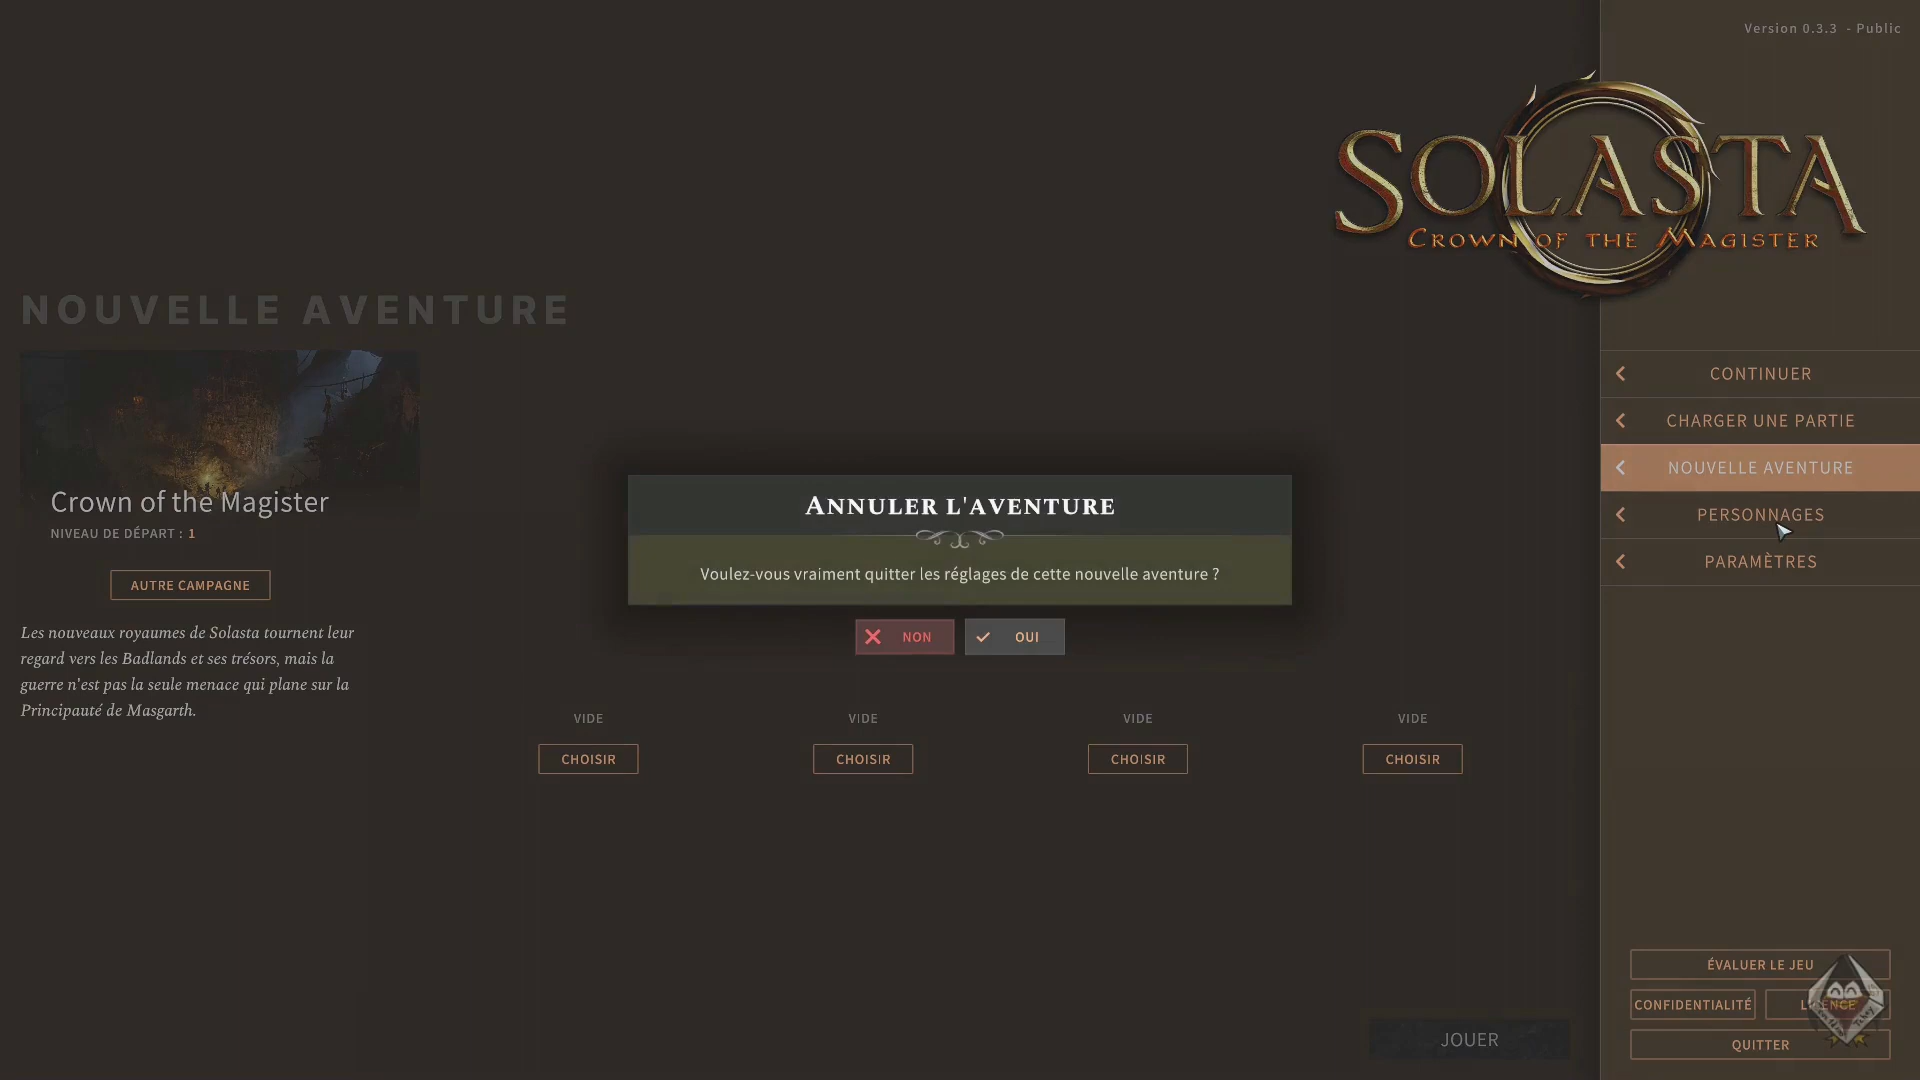 Version 0.3.3 - Public
SOLASTA
CROWN OF THE MAGISTER
NOUVELLE AVENTURE
Crown of the Magister
NIVEAU DE DÉPART : 1
AUTRE CAMPAGNE
Les nouveaux royaumes de Solasta tournent leur
regard vers les Badlands et ses trésors, mais la
guerre n'est pas la seule menace qui plane sur la
Principauté de Masgarth.
ANNULER L'AVENTURE
Voulez-vous vraiment quitter les réglages de cette nouvelle aventure ?
NON
OUI
VIDE
VIDE
VIDE
VIDE
CHOISIR
CHOISIR
CHOISIR
CHOISIR
JOUER
CONTINUER
CHARGER UNE PARTIE
NOUVELLE AVENTURE
PERSONNAGES
PARAMÈTRES
ÉVALUER LE JEU
CONFIDENTIALITÉ
LICENCE
QUITTER